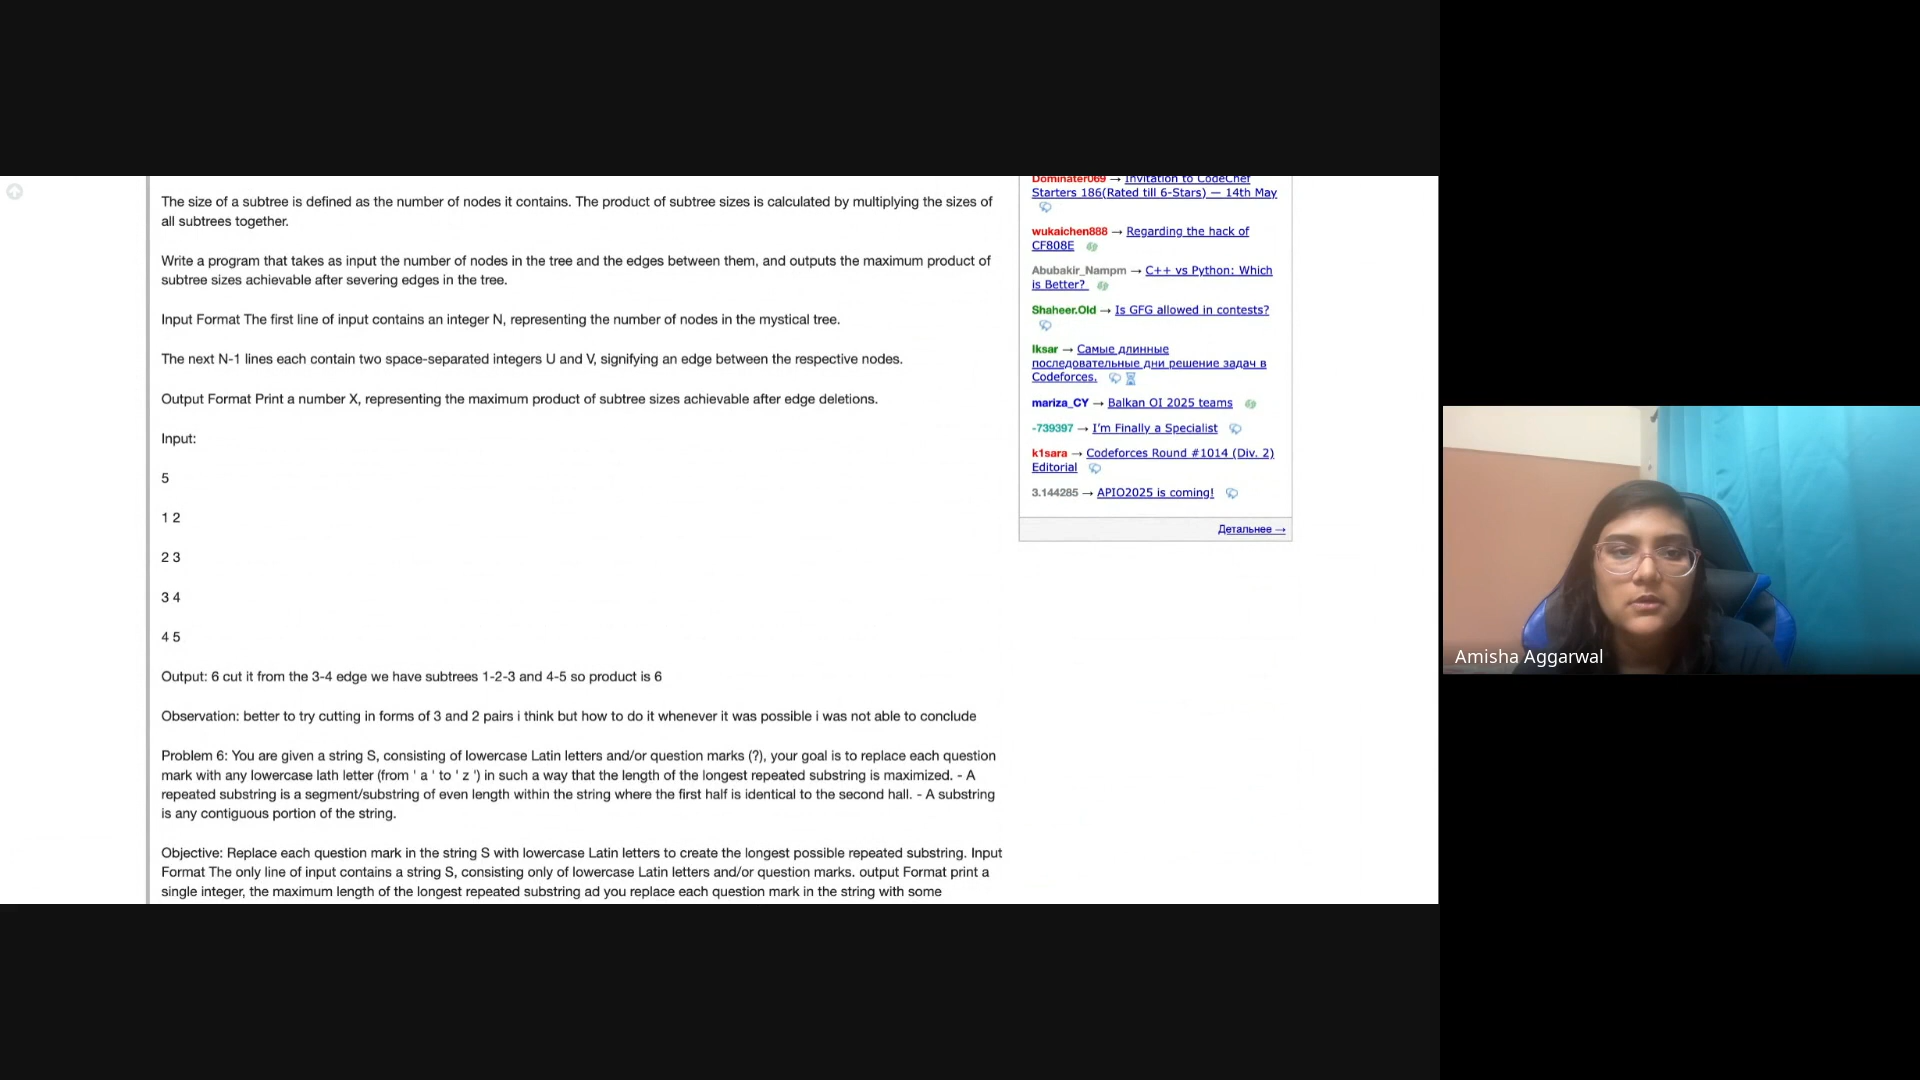 The size of a subtree is defined as the number of nodes it contains. The product of subtree sizes is calculated by multiplying the sizes of
all subtrees together.
Write a program that takes as input the number of nodes in the tree and the edges between them, and outputs the maximum product of
subtree sizes achievable after severing edges in the tree.
Input Format The first line of input contains an integer N, representing the number of nodes in the mystical tree.
The next N-1 lines each contain two space-separated integers U and V, signifying an edge between the respective nodes.
Output Format Print a number X, representing the maximum product of subtree sizes achievable after edge deletions.
Input:
5
1 2
2 3
3 4
4 5
Output: 6 cut it from the 3-4 edge we have subtrees 1-2-3 and 4-5 so product is 6
Observation: better to try cutting in forms of 3 and 2 pairs i think but how to do it whenever it was possible i was not able to conclude
Problem 6: You are given a string S, consisting of lowercase Latin letters and/or question marks (?), your goal is to replace each question
mark with any lowercase lath letter (from ' a ' to ' z ') in such a way that the length of the longest repeated substring is maximized. - A
repeated substring is a segment/substring of even length within the string where the first half is identical to the second hall. - A substring
is any contiguous portion of the string.
Objective: Replace each question mark in the string S with lowercase Latin letters to create the longest possible repeated substring. Input
Format The only line of input contains a string S, consisting only of lowercase Latin letters and/or question marks. output Format print a
single integer, the maximum length of the longest repeated substring ad you replace each question mark in the string with some
Dominater069 → Invitation to CodeChef
Starters 186(Rated till 6-Stars) — 14th May
wukaichen888 → Regarding the hack of
CF808E
Abubakir_Nampm → C++ vs Python: Which
is Better?
Shaheer.Old → Is GFG allowed in contests?
Iksar → Самые длинные
последовательные дни решение задач в
Codeforces.
mariza_CY → Balkan OI 2025 teams
-739397 → I'm Finally a Specialist
k1sara → Codeforces Round #1014 (Div. 2)
Editorial
3.144285 → APIO2025 is coming!
Детальнее →
Amisha Aggarwal